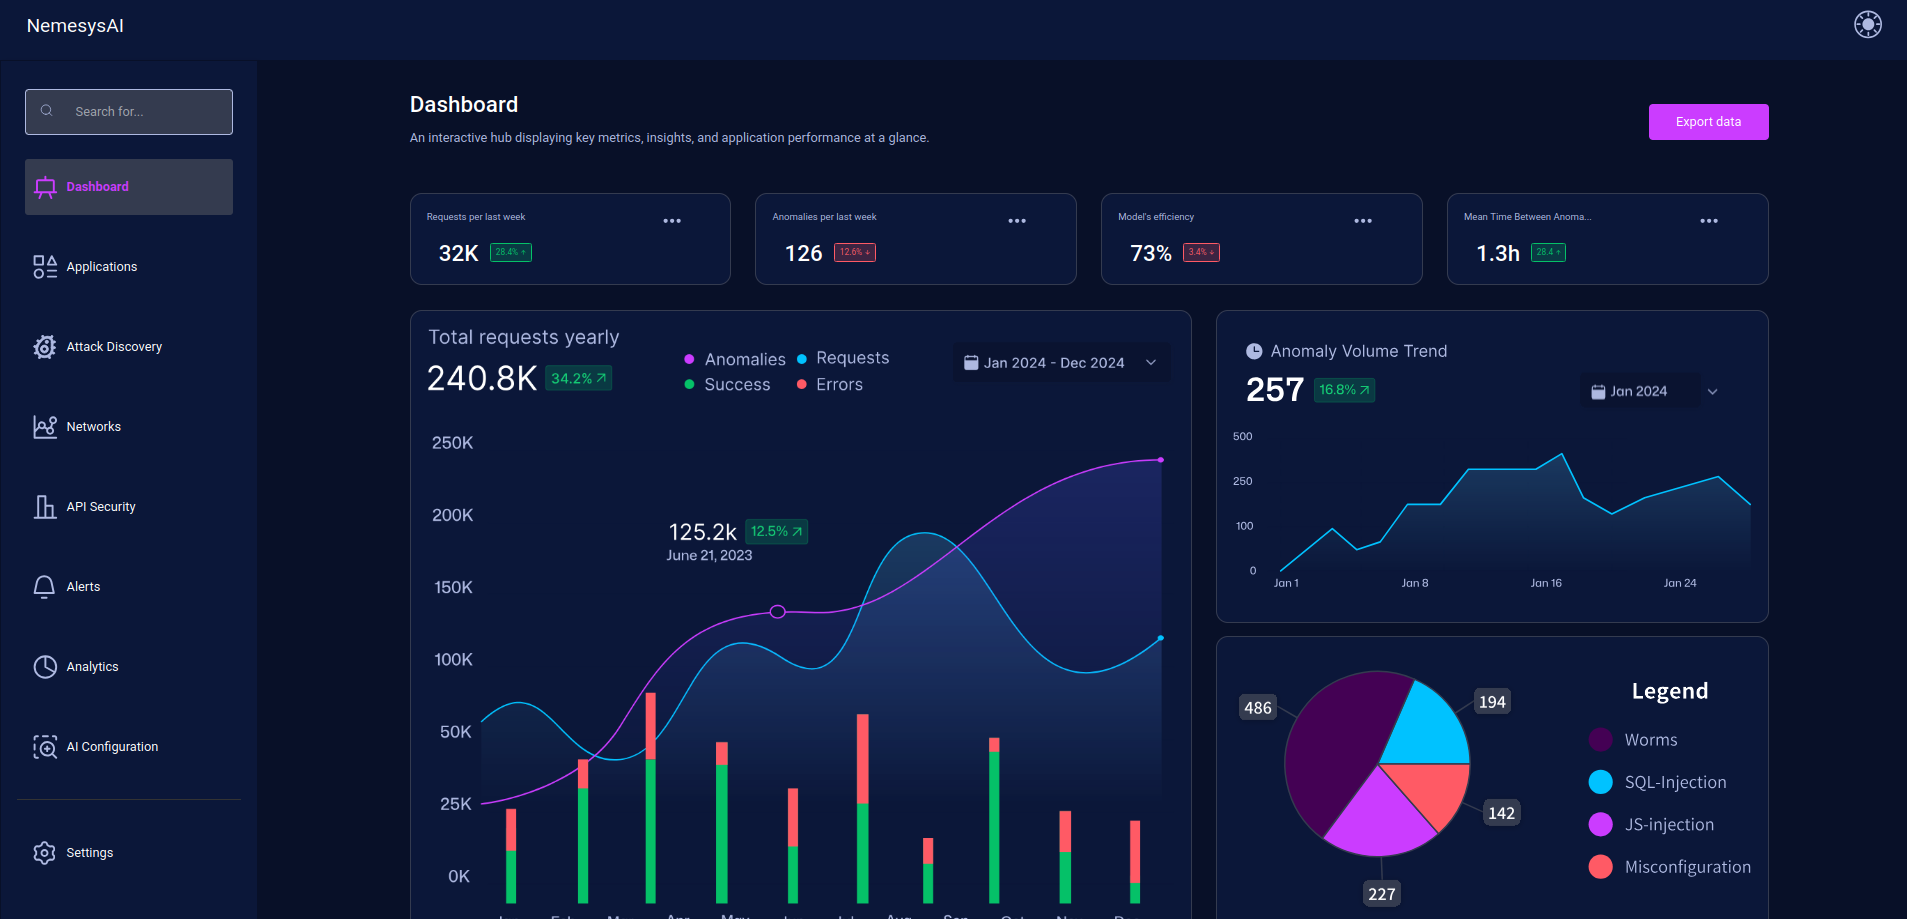 NemesysAI
Search for...
Dashboard
Applications
Attack Discovery
Networks
API Security
Alerts
Analytics
AI Configuration
Settings
Dashboard
An interactive hub displaying key metrics, insights, and application performance at a glance.
Export data
Requests per last week
32K 28.4% ↑
Anomalies per last week
126 12.6% ↓
Model's efficiency
73% 3.4% ↓
Mean Time Between Anoma...
1.3h 28.4 ↑
Total requests yearly
240.8K 34.2%
Anomalies Requests
Success Errors
Jan 2024 - Dec 2024
250K
200K
150K
100K
50K
25K
0K
125.2k 12.5%
June 21, 2023
Apr
May
Aug
Sep
Anomaly Volume Trend
257 16.8%
Jan 2024
500
250
100
0
Jan 1 Jan 8 Jan 16 Jan 24
486
194
142
227
Legend
Worms
SQL-Injection
JS-injection
Misconfiguration